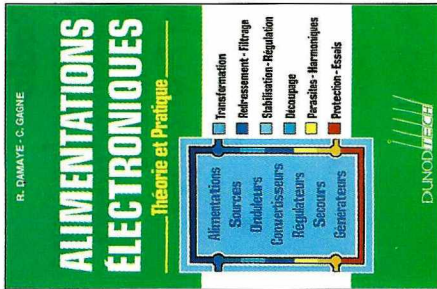 R. DAMAYE - C. GAGNE
ALIMENTATIONS
ÉLECTRONIQUES
Théorie et Pratique
Transformation
Redressement - Filtrage
Stabilisation - Régulation
Découpage
Parasites - Harmoniques
Protection - Essais
Alimentations
Sources
Onduleurs
Convertisseurs
Régulateurs
Secours
Générateurs
DUNOD TECH